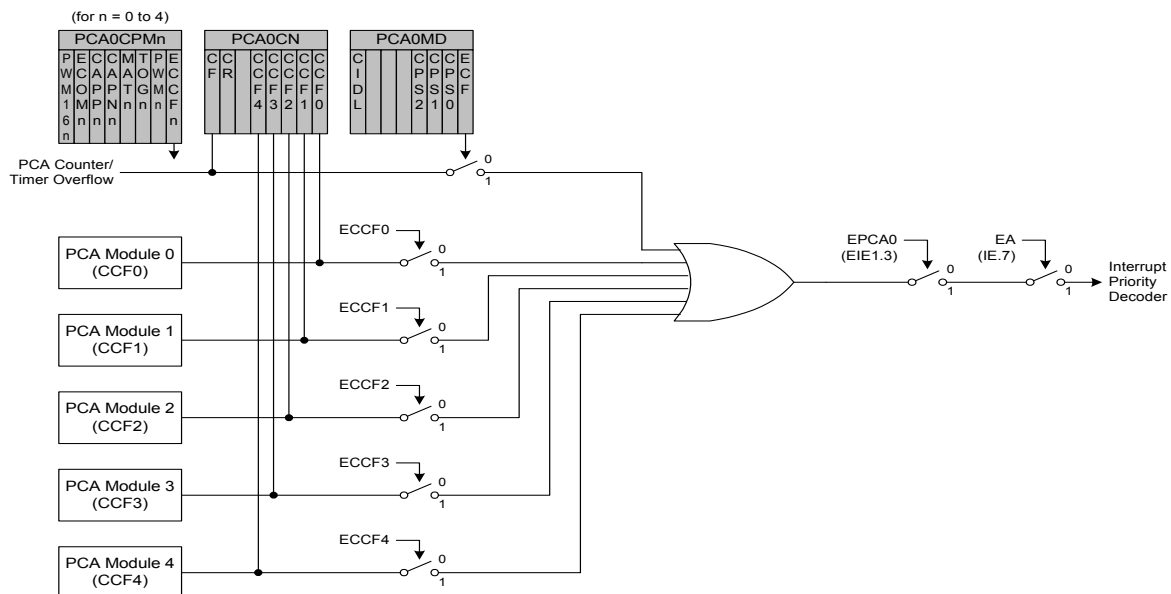 (for n = 0 to 4)
PCA0CPMn
PWM16n
ECOMn
CAPPn
CAPNn
MATn
TOGn
PWMn
ECCFn
PCA0CN
CF
CR
CCF4
CCF3
CCF2
CCF1
CCF0
PCA0MD
CIDL
CPS2
CPS1
CPS0
ECF
PCA Counter/
Timer Overflow
0
1
PCA Module 0
(CCF0)
ECCF0
0
1
PCA Module 1
(CCF1)
ECCF1
0
1
PCA Module 2
(CCF2)
ECCF2
0
1
PCA Module 3
(CCF3)
ECCF3
0
1
PCA Module 4
(CCF4)
ECCF4
0
1
EPCA0
(EIE1.3)
0
1
EA
(IE.7)
0
1
Interrupt
Priority
Decoder